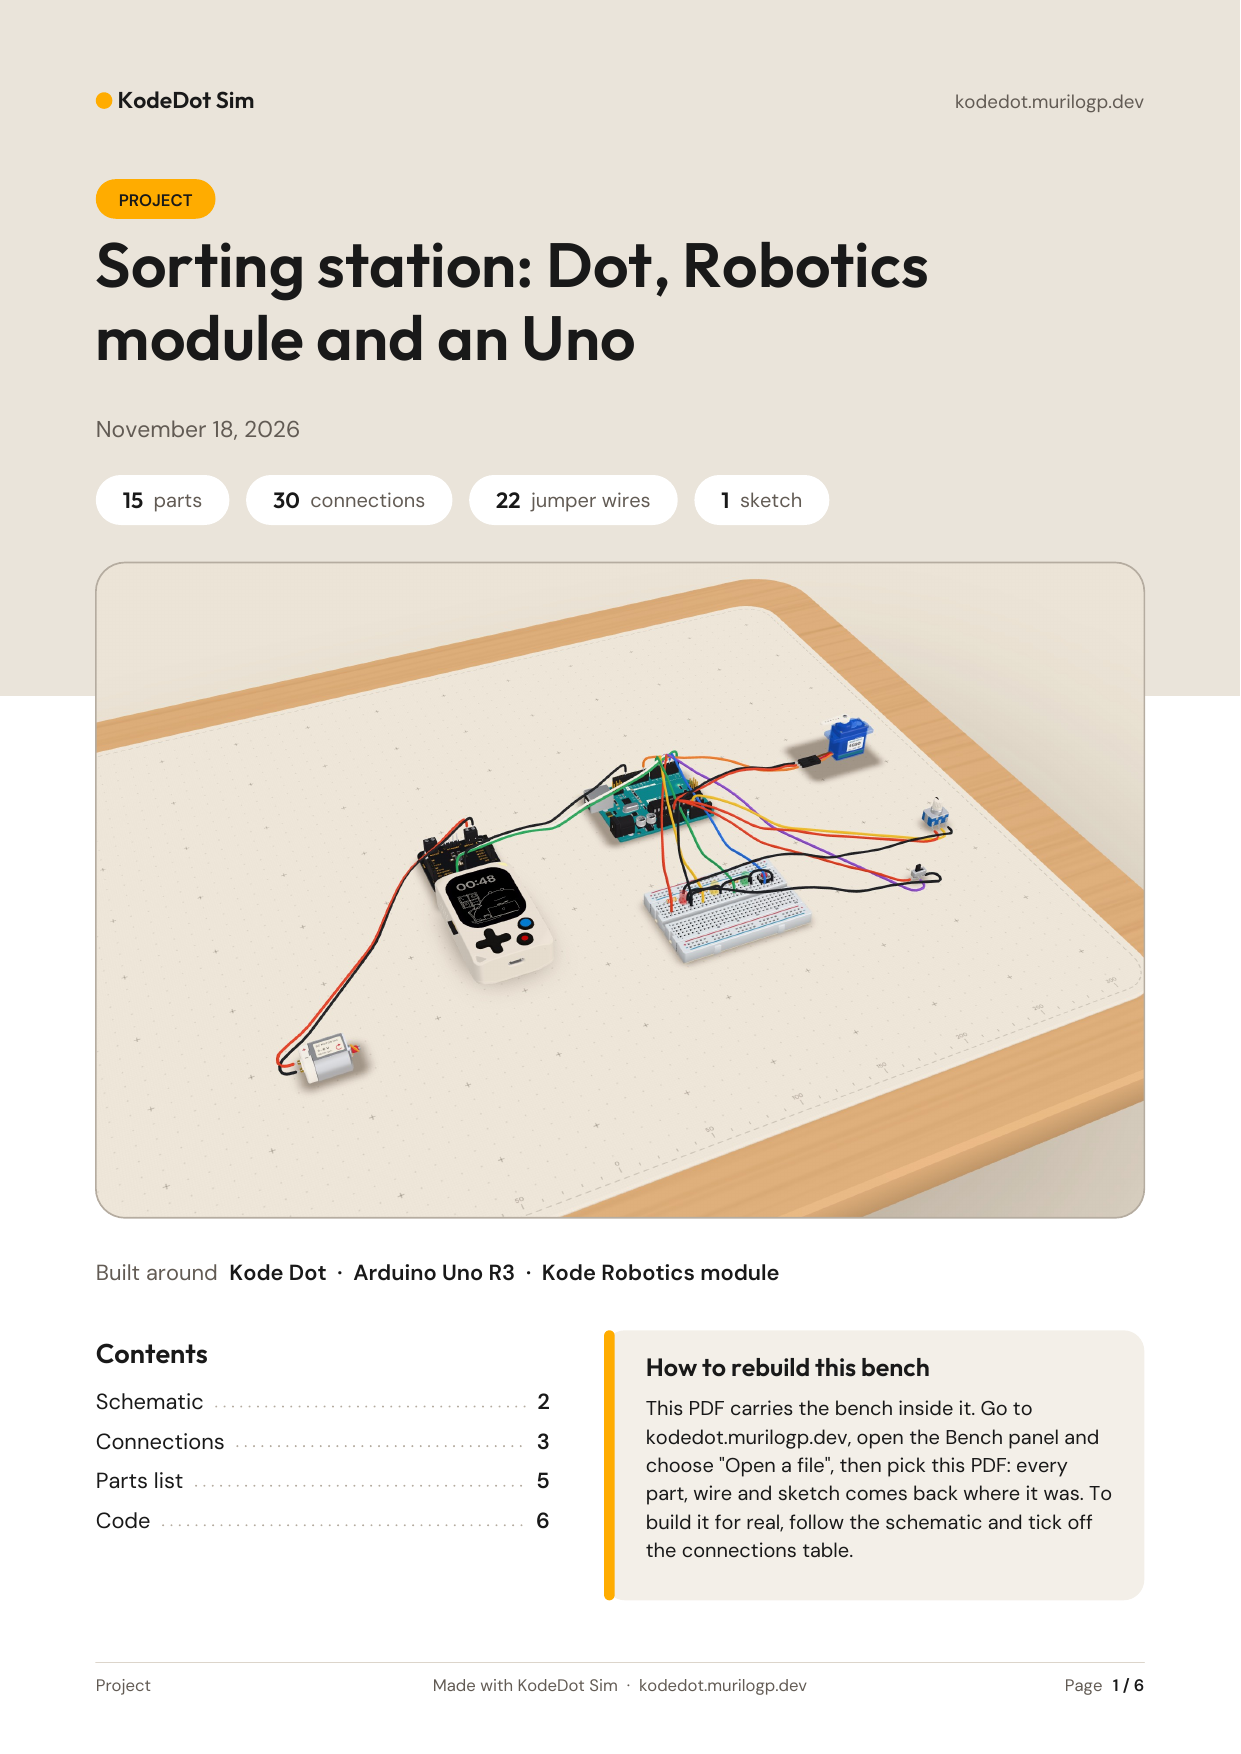 KodeDot Sim
kodedot.murilogp.dev
PROJECT
Sorting station: Dot, Robotics
module and an Uno
November 18, 2026
15 parts
30 connections
22 jumper wires
1 sketch
00:48
Built around Kode Dot · Arduino Uno R3 · Kode Robotics module
Contents
Schematic 2
Connections 3
Parts list 5
Code 6
How to rebuild this bench
This PDF carries the bench inside it. Go to
kodedot.murilogp.dev, open the Bench panel and
choose "Open a file", then pick this PDF: every
part, wire and sketch comes back where it was. To
build it for real, follow the schematic and tick off
the connections table.
Project
Made with KodeDot Sim · kodedot.murilogp.dev
Page 1 / 6